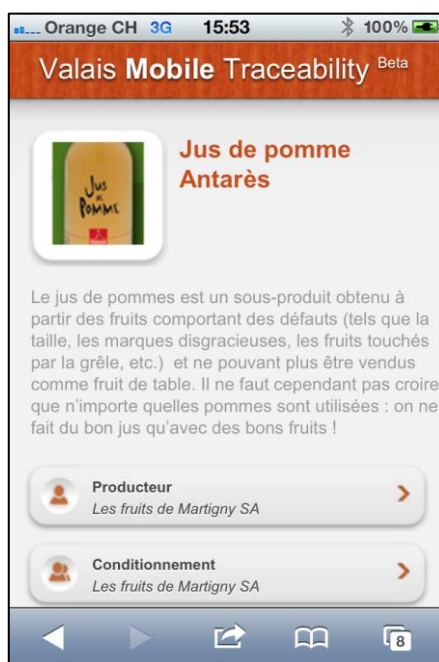 Orange CH 3G 15:53 100%
Valais Mobile Traceability Beta
Jus de pomme
Antarès
Jus
de
Pomme
Valais
Le jus de pommes est un sous-produit obtenu à
partir des fruits comportant des défauts (tels que la
taille, les marques disgracieuses, les fruits touchés
par la grêle, etc.) et ne pouvant plus être vendus
comme fruit de table. Il ne faut cependant pas croire
que n'importe quelles pommes sont utilisées : on ne
fait du bon jus qu'avec des bons fruits !
Producteur
Les fruits de Martigny SA
Conditionnement
Les fruits de Martigny SA
8